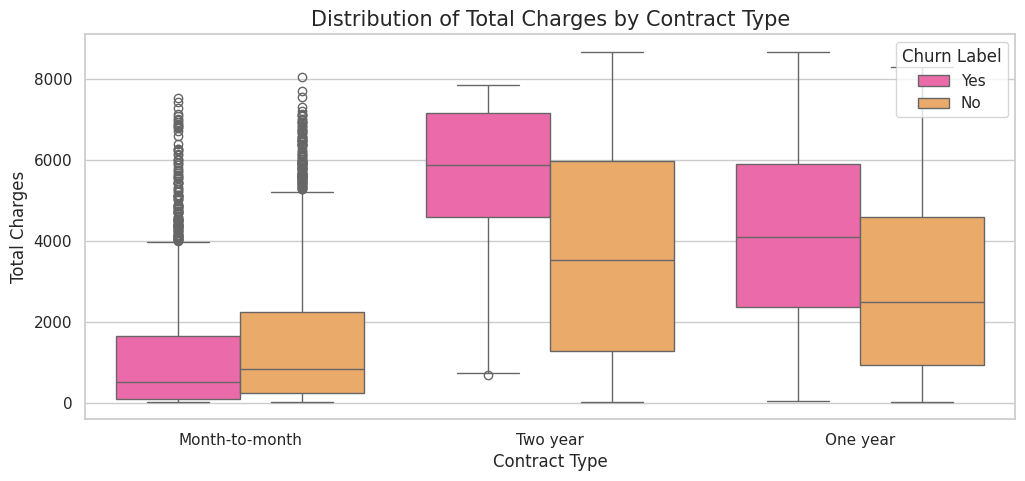 Distribution of Total Charges by Contract Type
Churn Label
Yes
No
Total Charges
8000
6000
4000
2000
0
Month-to-month
Two year
One year
Contract Type